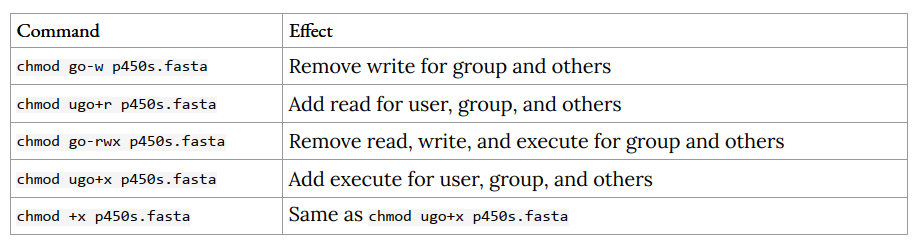 Command Effect
chmod go-w p450s.fasta Remove write for group and others
chmod ugo+r p450s.fasta Add read for user, group, and others
chmod go-rwx p450s.fasta Remove read, write, and execute for group and others
chmod ugo+x p450s.fasta Add execute for user, group, and others
chmod +x p450s.fasta Same as chmod ugo+x p450s.fasta